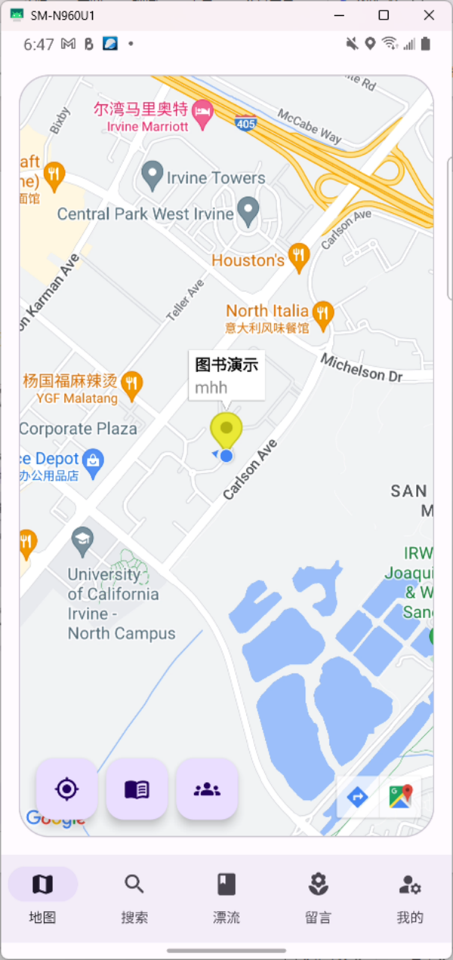 SM-N960U1
6:47
te Rd
尔湾马里奥特
Irvine Marriott
405
McCabe Way
Bixby
aft
ne)
面馆
Irvine Towers
Central Park West Irvine
Carlson Ave
Houston's
on Karman Ave
Teller Ave
North Italia
意大利风味餐馆
图书演示
mhh
Michelson Dr
杨国福麻辣烫
YGF Malatang
Corporate Plaza
Carlson Ave
ce Depot
办公用品店
SAN
M
University
of California
Irvine -
North Campus
IRW
Joaqui
& W
San
Google
地图
搜索
漂流
留言
我的